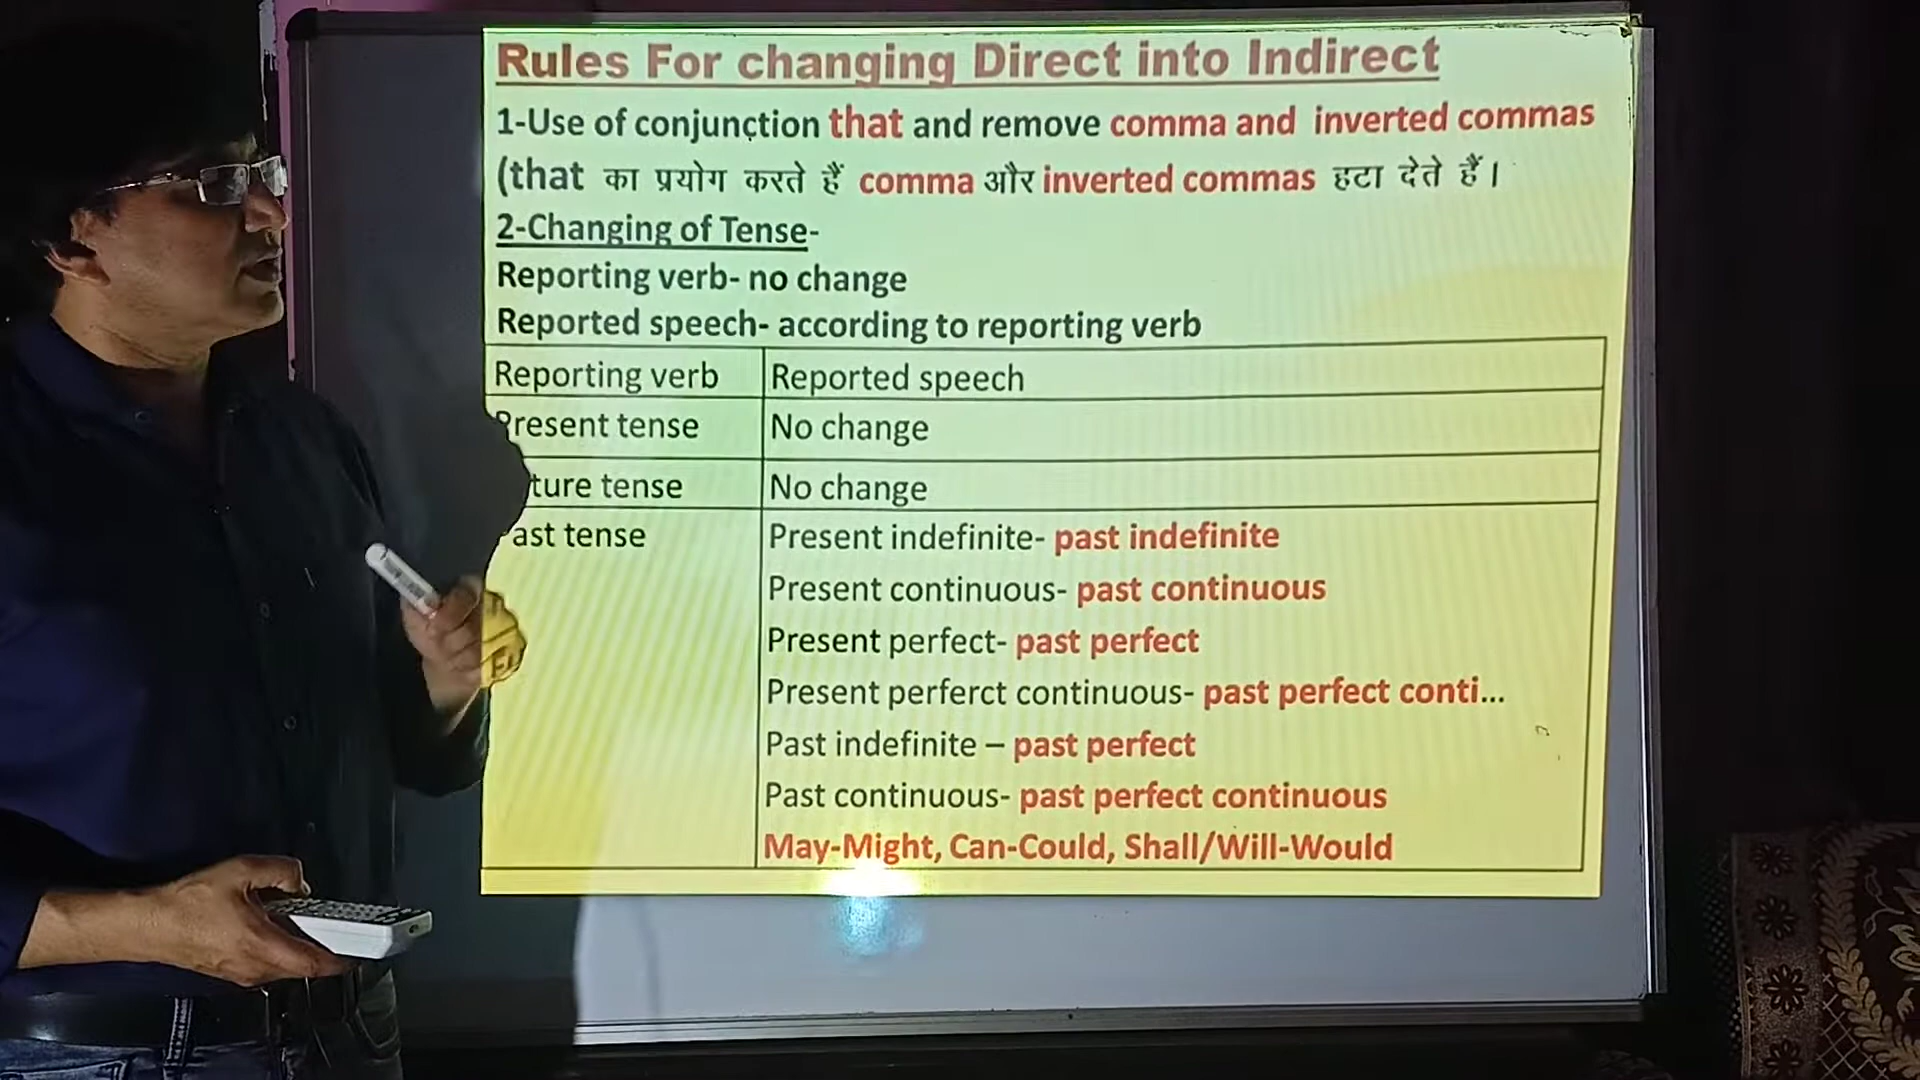 Rules For changing Direct into Indirect
1-Use of conjunction that and remove comma and inverted commas
(that का प्रयोग करते हैं comma और inverted commas हटा देते हैं।
2-Changing of Tense-
Reporting verb- no change
Reported speech- according to reporting verb
Reporting verb Reported speech
Present tense No change
ture tense No change
Past tense Present indefinite- past indefinite
Present continuous- past continuous
Present perfect- past perfect
Present perferct continuous- past perfect conti...
Past indefinite – past perfect
Past continuous- past perfect continuous
May-Might, Can-Could, Shall/Will-Would